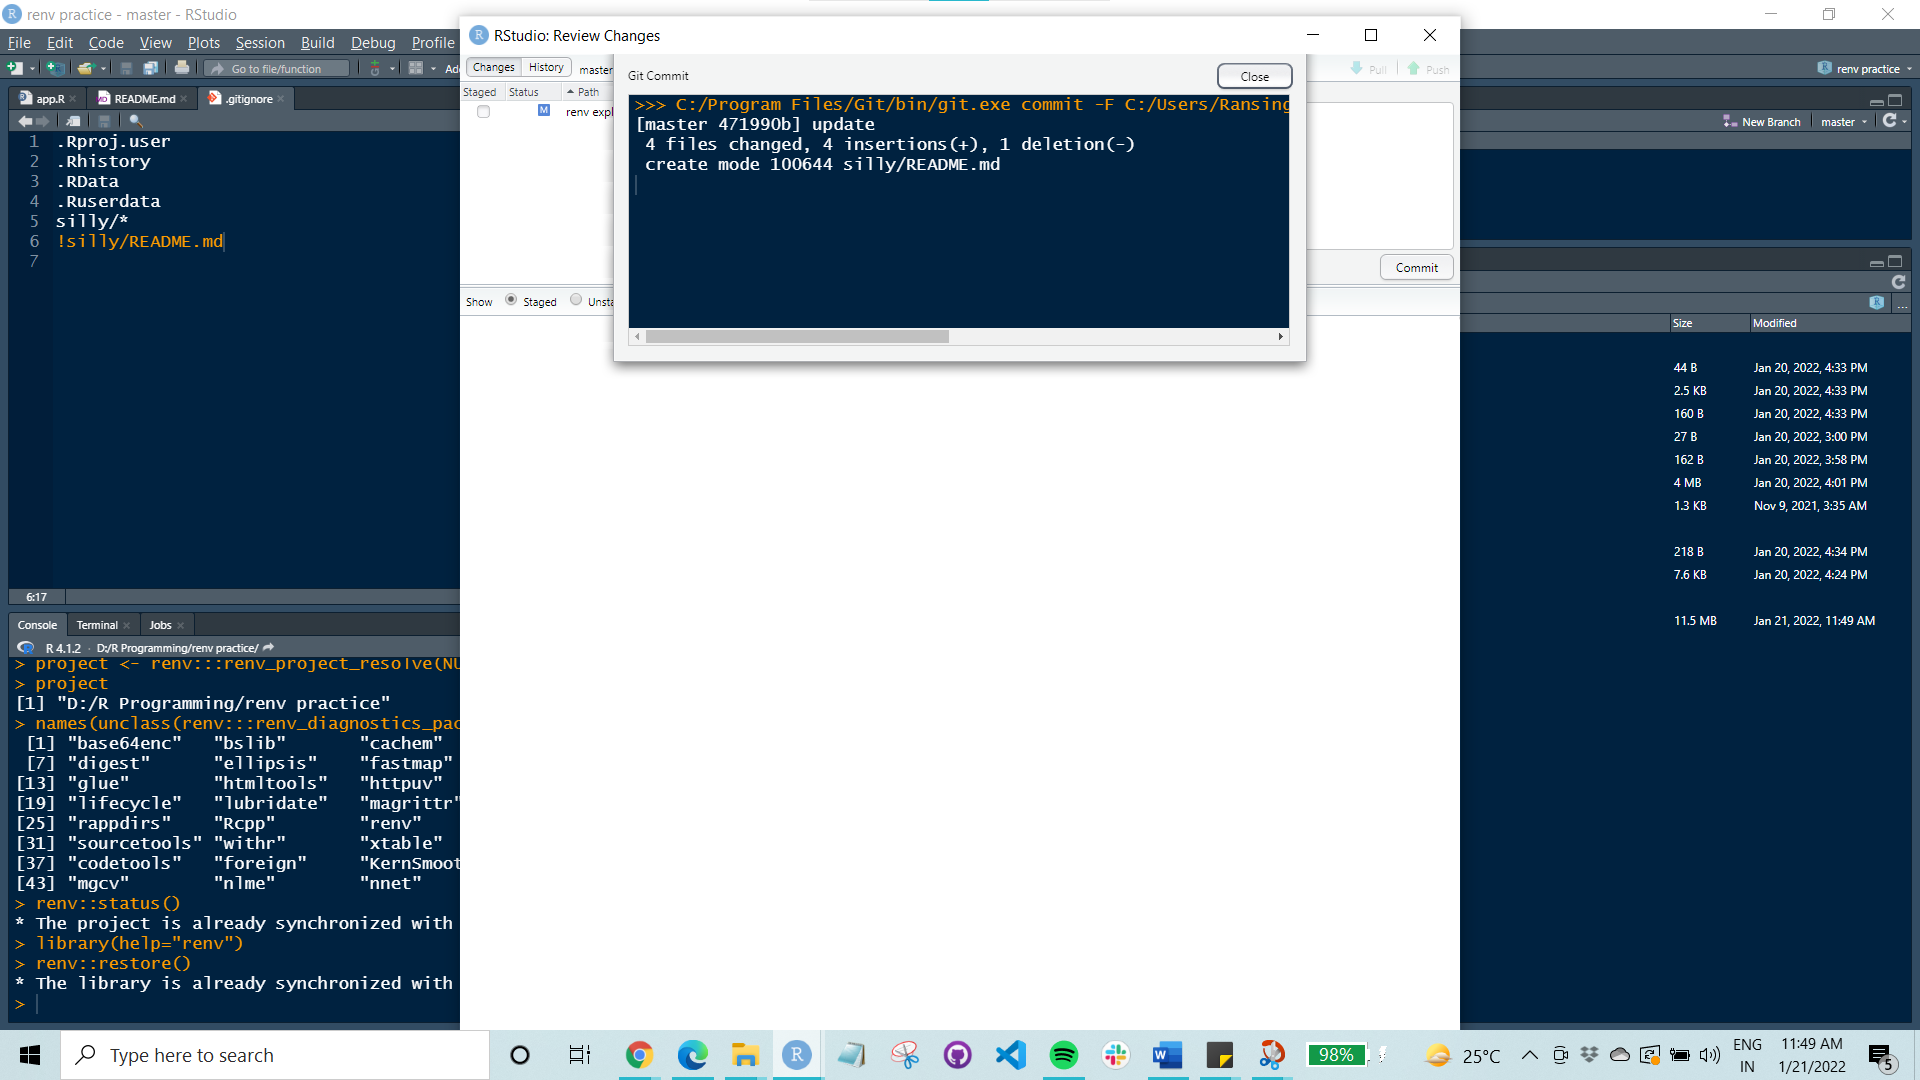 renv practice - master - RStudio
File Edit Code View Plots Session Build Debug Profile
Go to file/function
renv practice
app.R
README.md
.gitignore
1 .Rproj.user
2 .Rhistory
3 .RData
4 .Ruserdata
5 silly/*
6 !silly/README.md
7
6:17
Console Terminal Jobs
R 4.1.2 · D:/R Programming/renv practice/
> project <- renv:::renv_project_resolve(NU
> project
[1] "D:/R Programming/renv practice"
> names(unclass(renv:::renv_diagnostics_pac
[1] "base64enc" "bslib" "cachem"
[7] "digest" "ellipsis" "fastmap"
[13] "glue" "htmltools" "httpuv"
[19] "lifecycle" "lubridate" "magrittr"
[25] "rappdirs" "Rcpp" "renv"
[31] "sourcetools" "withr" "xtable"
[37] "codetools" "foreign" "KernSmoot
[43] "mgcv" "nlme" "nnet"
> renv::status()
* The project is already synchronized with
> library(help="renv")
> renv::restore()
* The library is already synchronized with
>
RStudio: Review Changes
Changes History master
Pull Push
Staged Status Path
M renv expl
Git Commit
Close
>>> C:/Program Files/Git/bin/git.exe commit -F C:/Users/Ransing
[master 471990b] update
4 files changed, 4 insertions(+), 1 deletion(-)
create mode 100644 silly/README.md
Commit
Show Staged Unsta
New Branch master
Size Modified
44 B Jan 20, 2022, 4:33 PM
2.5 KB Jan 20, 2022, 4:33 PM
160 B Jan 20, 2022, 4:33 PM
27 B Jan 20, 2022, 3:00 PM
162 B Jan 20, 2022, 3:58 PM
4 MB Jan 20, 2022, 4:01 PM
1.3 KB Nov 9, 2021, 3:35 AM
218 B Jan 20, 2022, 4:34 PM
7.6 KB Jan 20, 2022, 4:24 PM
11.5 MB Jan 21, 2022, 11:49 AM
Type here to search
98%
25°C
ENG
IN
11:49 AM
1/21/2022
5